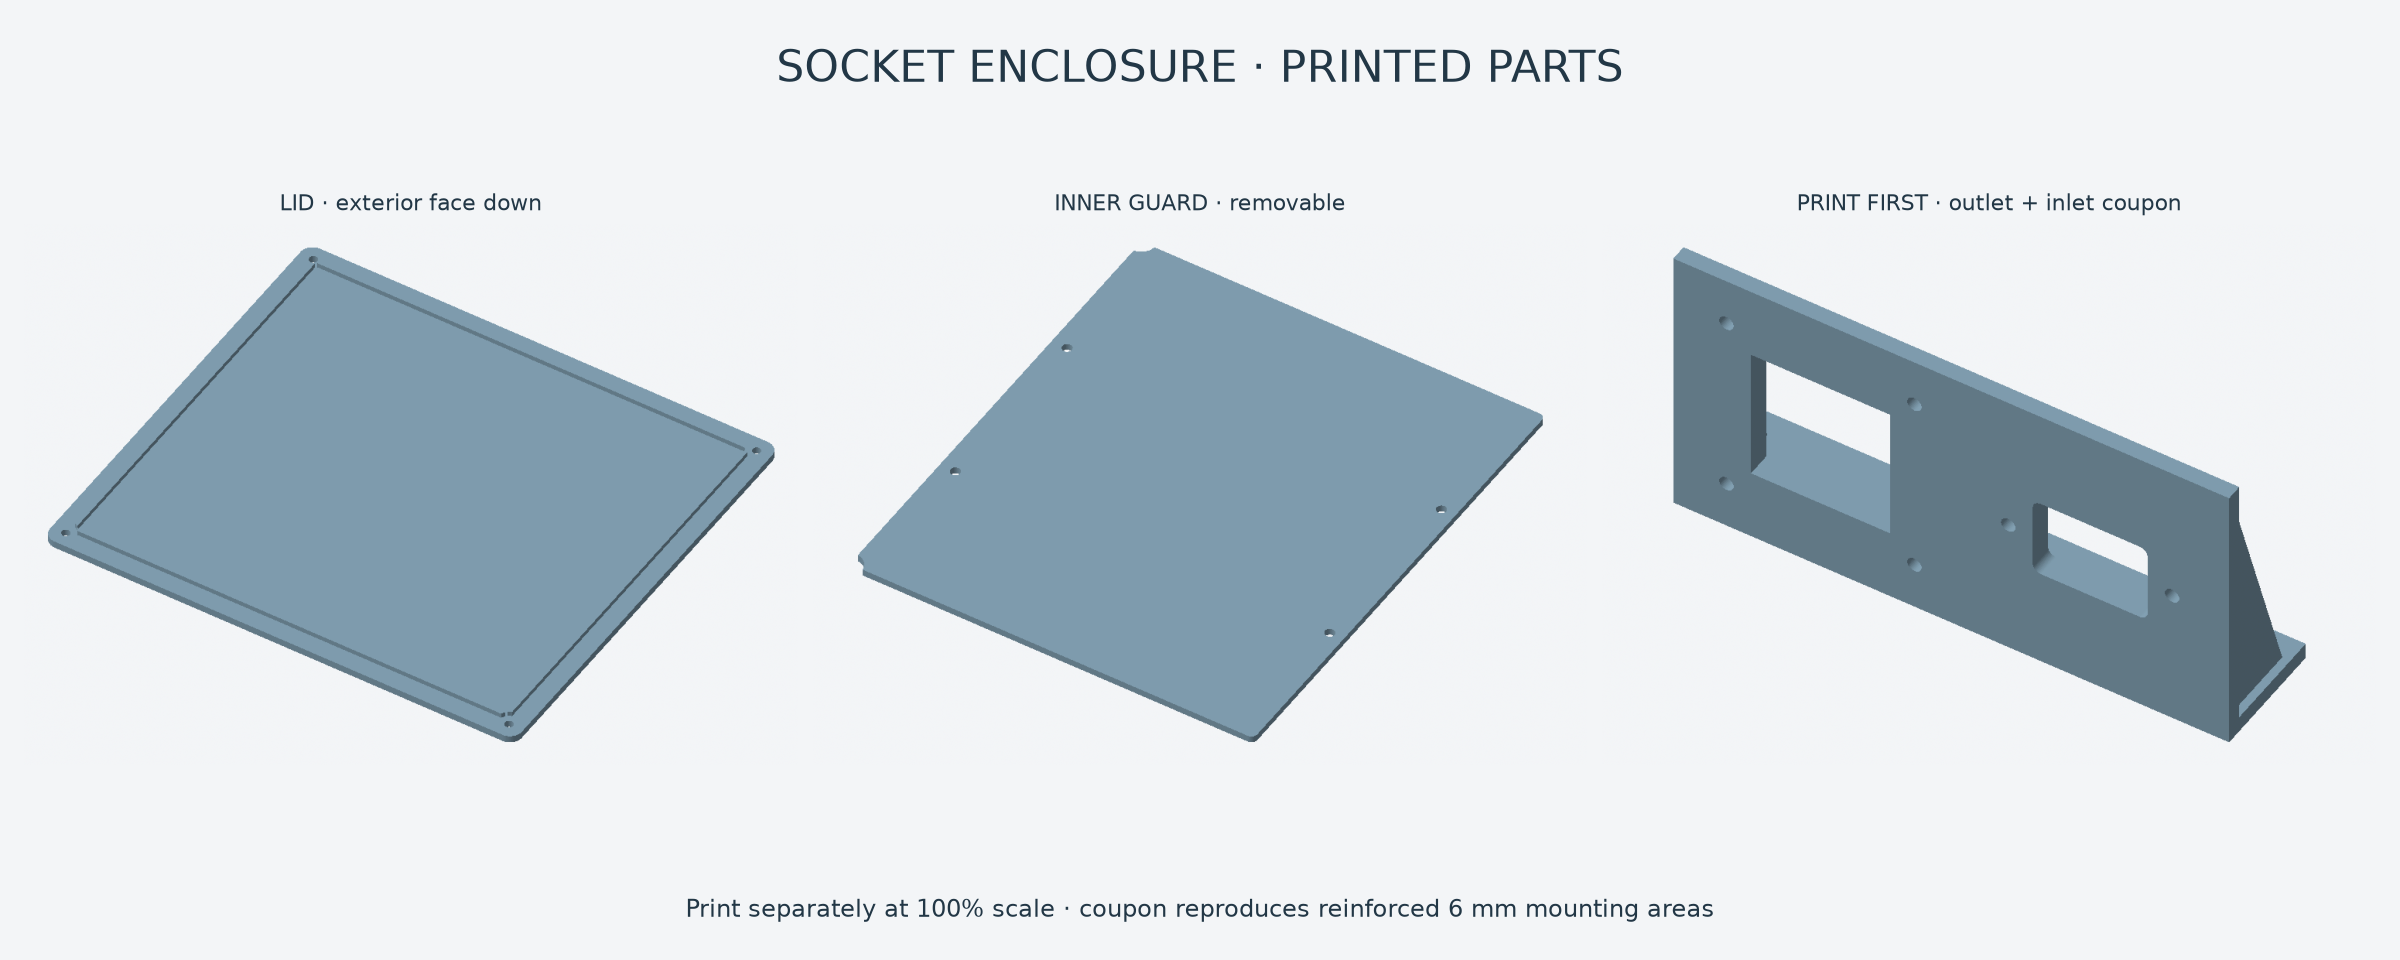 SOCKET ENCLOSURE · PRINTED PARTS
LID · exterior face down
INNER GUARD · removable
PRINT FIRST · outlet + inlet coupon
Print separately at 100% scale · coupon reproduces reinforced 6 mm mounting areas